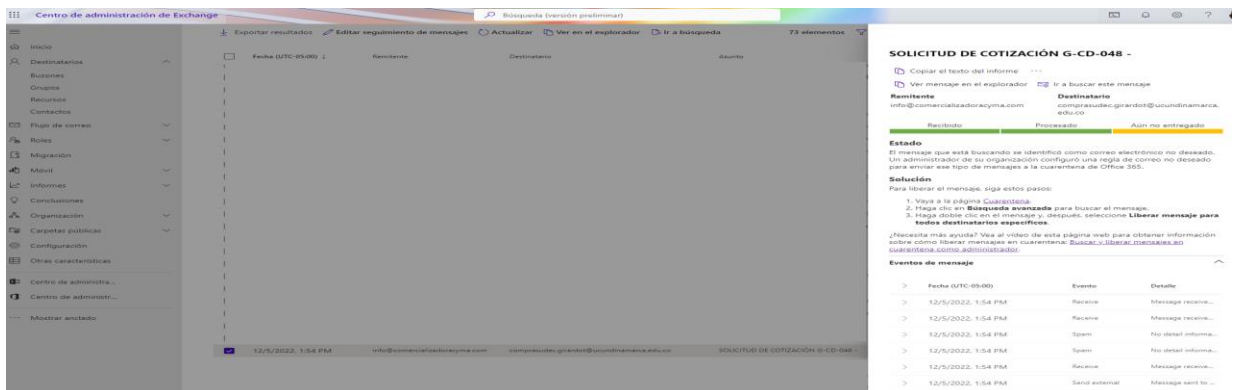 Centro de administración de Exchange
Búsqueda (versión preliminar)
Exportar resultados Editar seguimiento de mensajes Actualizar Ver en el explorador Ir a búsqueda 73 elementos
Inicio
Destinatarios
Buzones
Grupos
Recursos
Contactos
Flujo de correo
Roles
Migración
Móvil
Informes
Conclusiones
Organización
Carpetas públicas
Configuración
Otras características
Centro de administra...
Centro de administr...
Mostrar anclado
Fecha (UTC-05:00) ↓ Remitente Destinatario Asunto
12/5/2022, 1:54 PM info@comercializadoracyma.com comprasudec.girardot@ucundinamarca.edu.co SOLICITUD DE COTIZACIÓN G-CD-048 -
SOLICITUD DE COTIZACIÓN G-CD-048 -
Copiar el texto del informe ...
Ver mensaje en el explorador Ir a buscar este mensaje
Remitente Destinatario
info@comercializadoracyma.com comprasudec.girardot@ucundinamarca.
edu.co
Recibido Procesado Aún no entregado
Estado
El mensaje que está buscando se identificó como correo electrónico no deseado.
Un administrador de su organización configuró una regla de correo no deseado
para enviar ese tipo de mensajes a la cuarentena de Office 365.
Solución
Para liberar el mensaje, siga estos pasos:
1. Vaya a la página Cuarentena.
2. Haga clic en Búsqueda avanzada para buscar el mensaje.
3. Haga doble clic en el mensaje y, después, seleccione Liberar mensaje para
todos destinatarios específicos.
¿Necesita más ayuda? Vea al vídeo de esta página web para obtener información
sobre cómo liberar mensajes en cuarentena: Buscar y liberar mensajes en
cuarentena como administrador.
Eventos de mensaje
Fecha (UTC-05:00) Evento Detalle
12/5/2022, 1:54 PM Receive Message receive...
12/5/2022, 1:54 PM Receive Message receive...
12/5/2022, 1:54 PM Spam No detail informa...
12/5/2022, 1:54 PM Spam No detail informa...
12/5/2022, 1:54 PM Receive Message receive...
12/5/2022, 1:54 PM Send external Message sent to ...